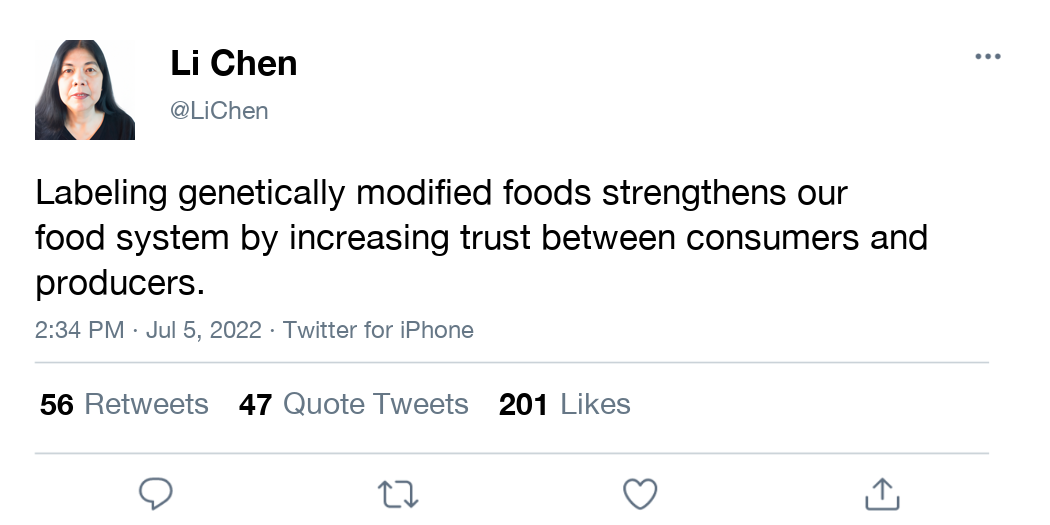 Li Chen
@LiChen
Labeling genetically modified foods strengthens our
food system by increasing trust between consumers and
producers.
2:34 PM · Jul 5, 2022 · Twitter for iPhone
56 Retweets 47 Quote Tweets 201 Likes